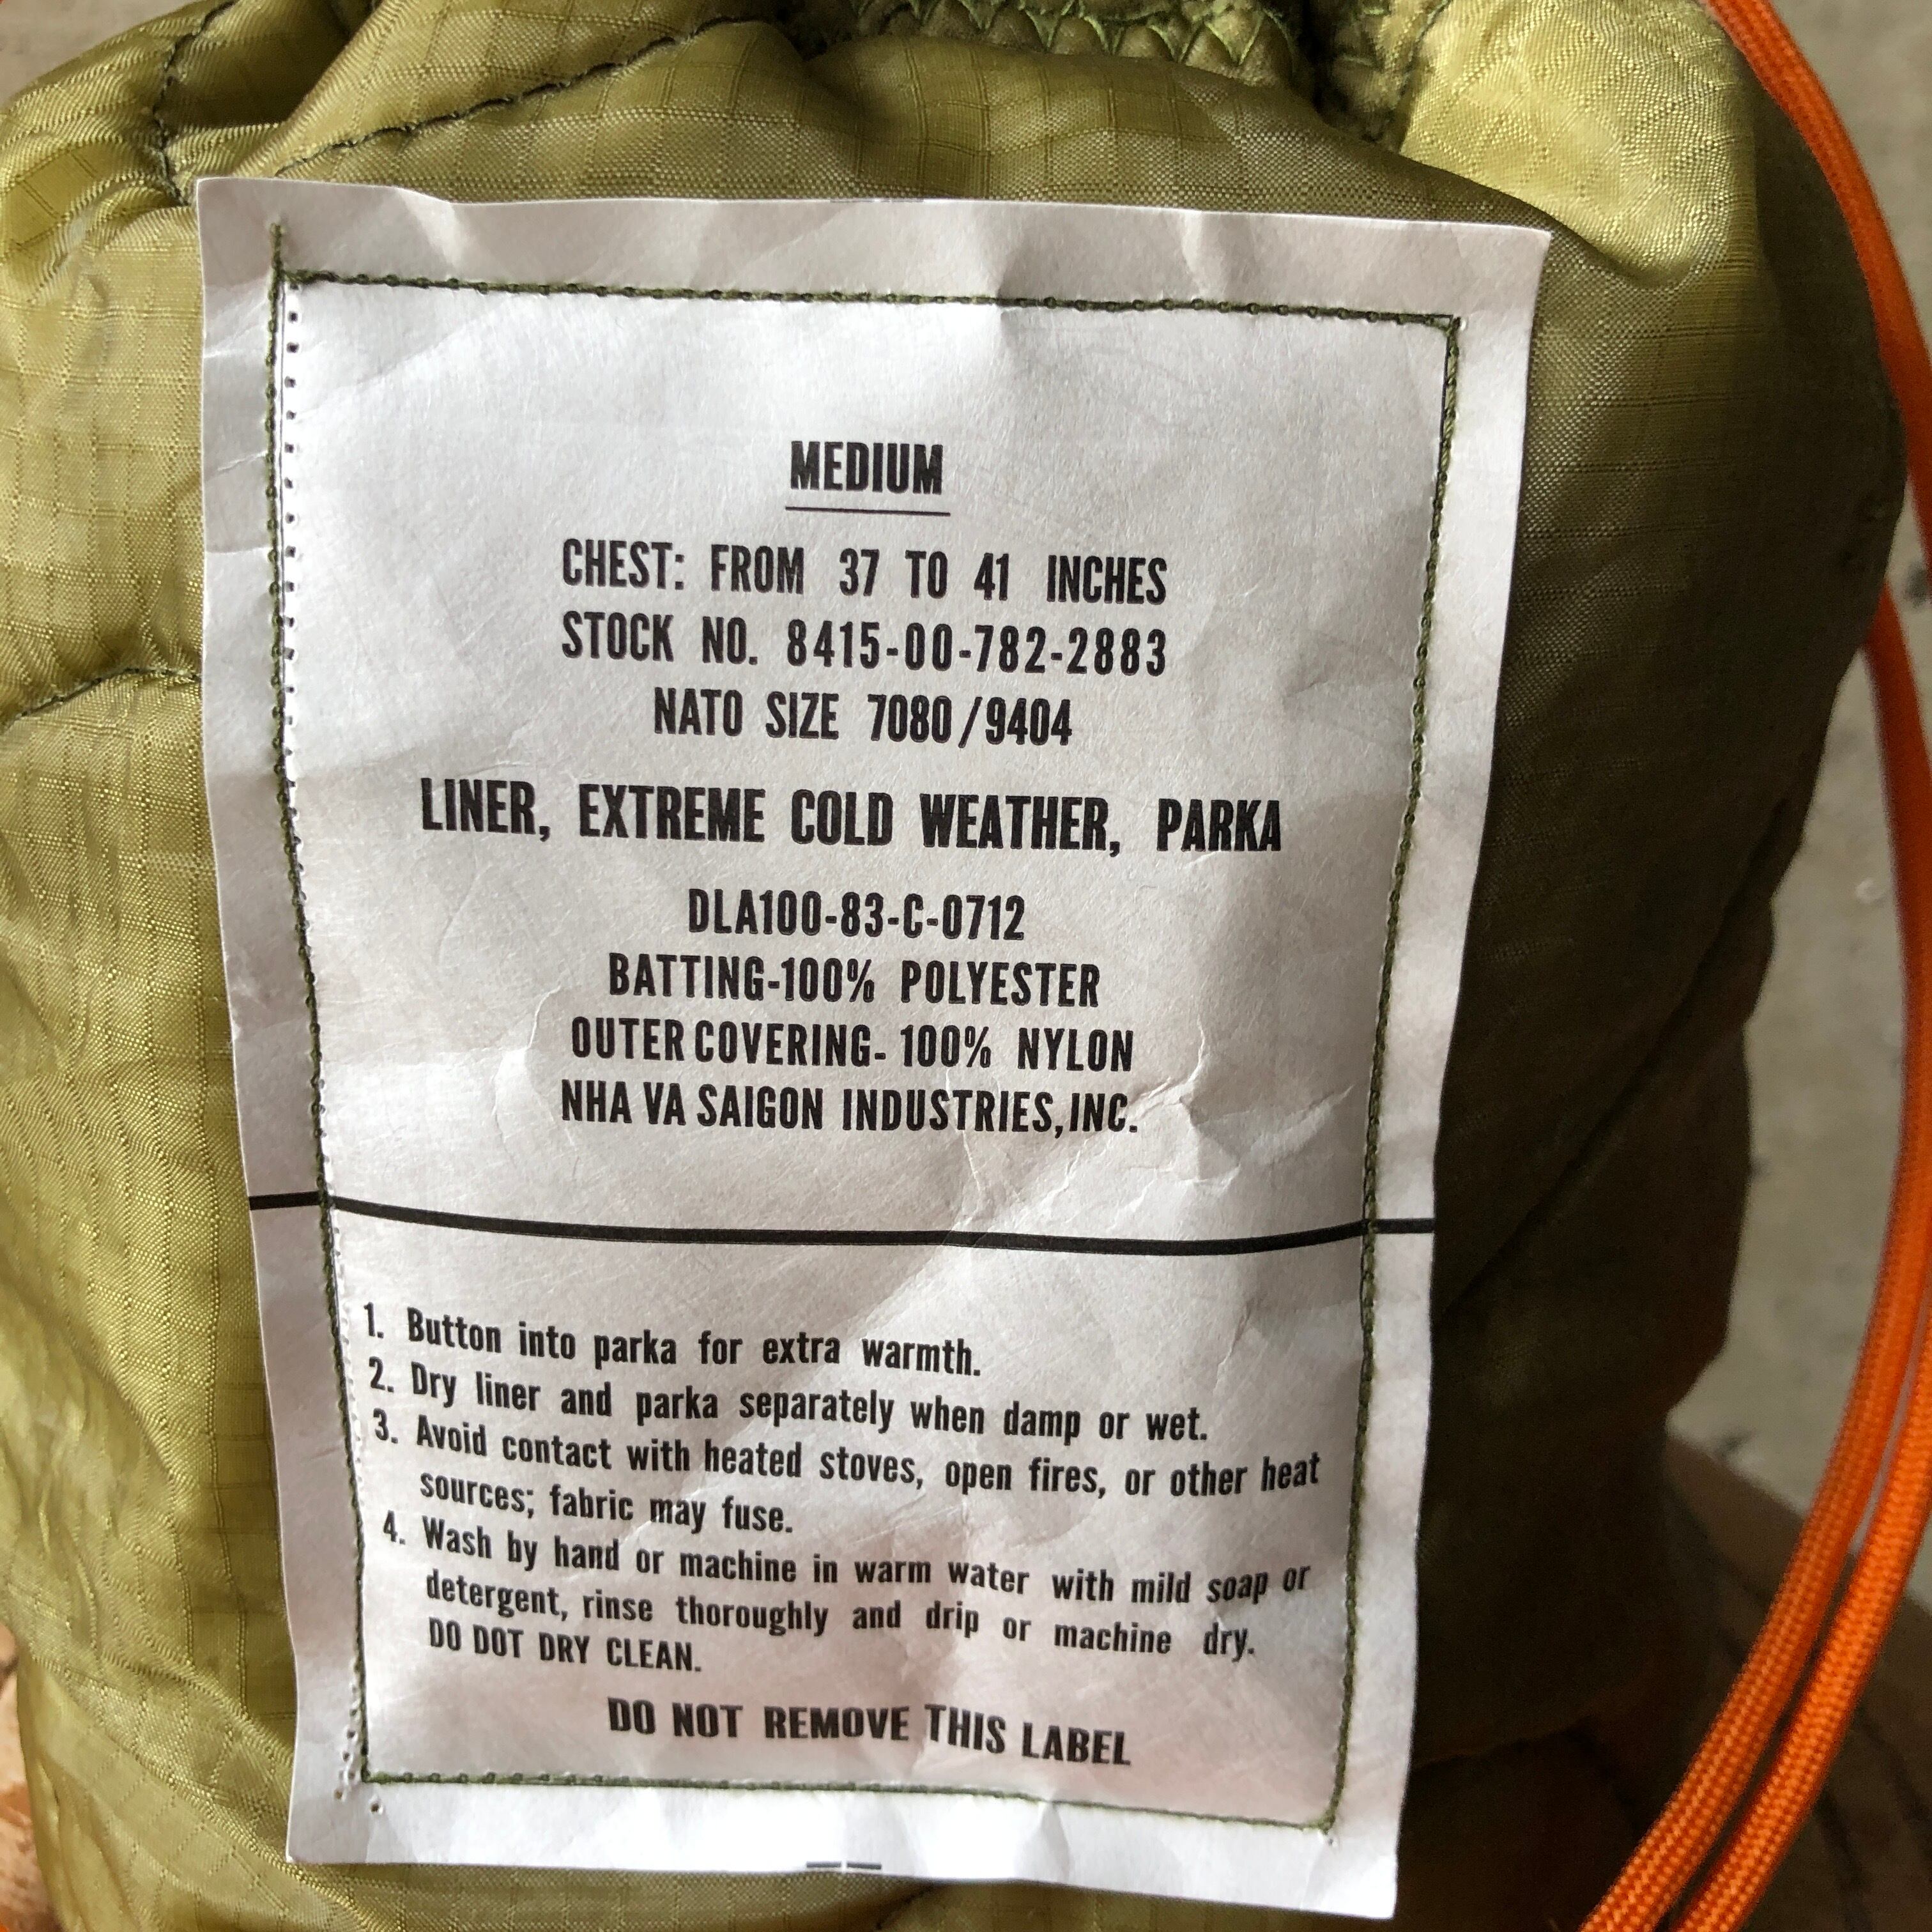 MEDIUM
CHEST: FROM 37 TO 41 INCHES
STOCK NO. 8415-00-782-2883
NATO SIZE 7080/9404
LINER, EXTREME COLD WEATHER, PARKA
DLA100-83-C-0712
BATTING-100% POLYESTER
OUTER COVERING- 100% NYLON
NHA VA SAIGON INDUSTRIES, INC.
1. Button into parka for extra warmth.
2. Dry liner and parka separately when damp or wet.
3. Avoid contact with heated stoves, open fires, or other heat
sources; fabric may fuse.
4. Wash by hand or machine in warm water with mild soap or
detergent, rinse thoroughly and drip or machine dry.
DO DOT DRY CLEAN.
DO NOT REMOVE THIS LABEL